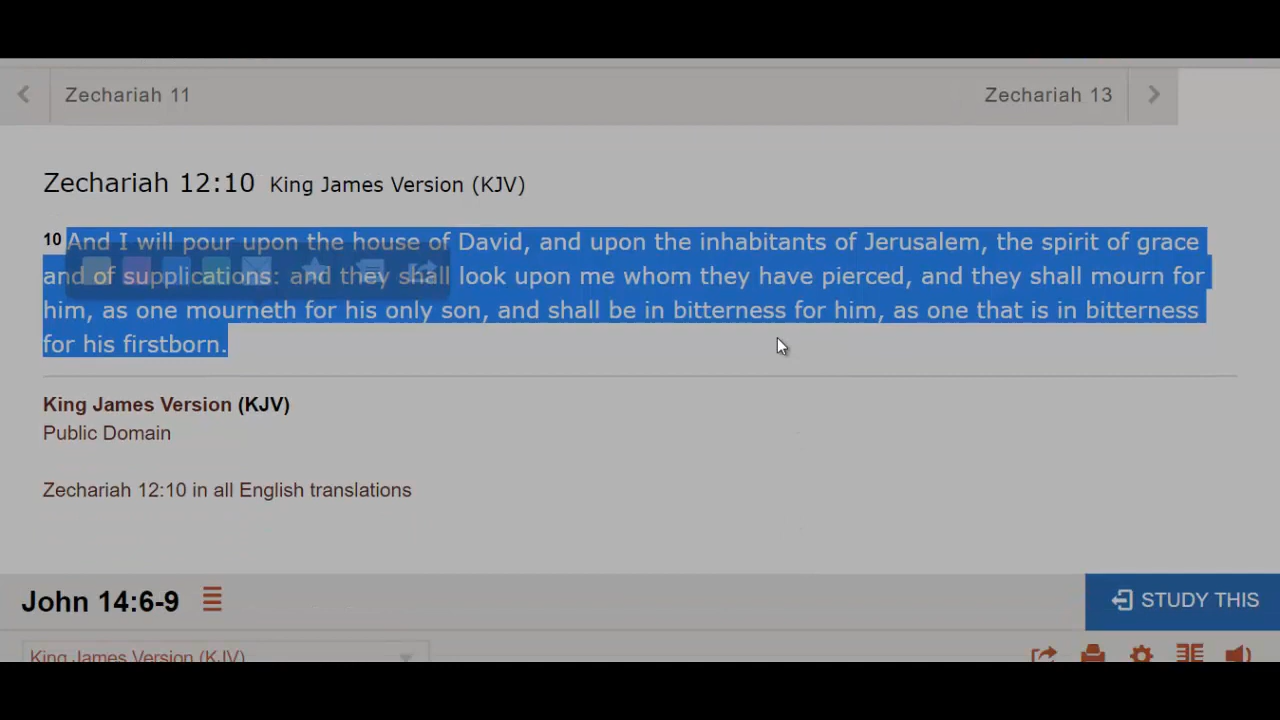 Zechariah 11
Zechariah 13
Zechariah 12:10 King James Version (KJV)
10 And I will pour upon the house of David, and upon the inhabitants of Jerusalem, the spirit of grace
and of supplications: and they shall look upon me whom they have pierced, and they shall mourn for
him, as one mourneth for his only son, and shall be in bitterness for him, as one that is in bitterness
for his firstborn.
King James Version (KJV)
Public Domain
Zechariah 12:10 in all English translations
John 14:6-9
STUDY THIS
King James Version (KJV)